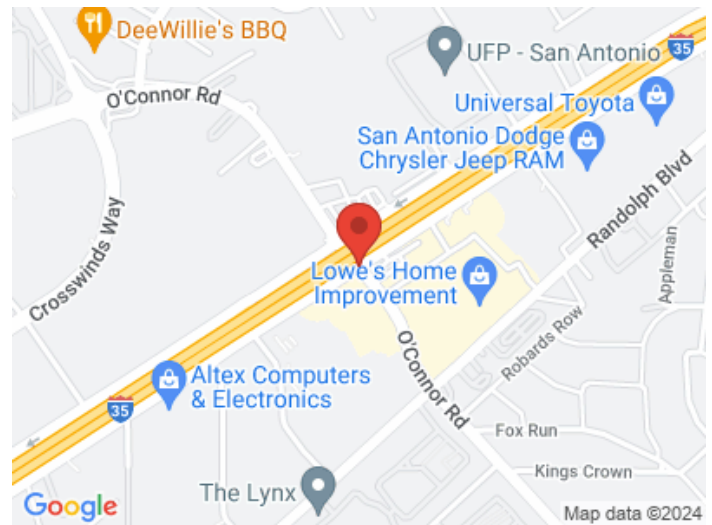 DeeWillie's BBQ
UFP - San Antonio
35
O'Connor Rd
Universal Toyota
San Antonio Dodge
Chrysler Jeep RAM
Randolph Blvd
Crosswinds Way
Appleman
Lowe's Home
Improvement
O'Connor Rd
Robards Row
Altex Computers
& Electronics
35
Fox Run
Kings Crown
The Lynx
Google
Map data ©2024